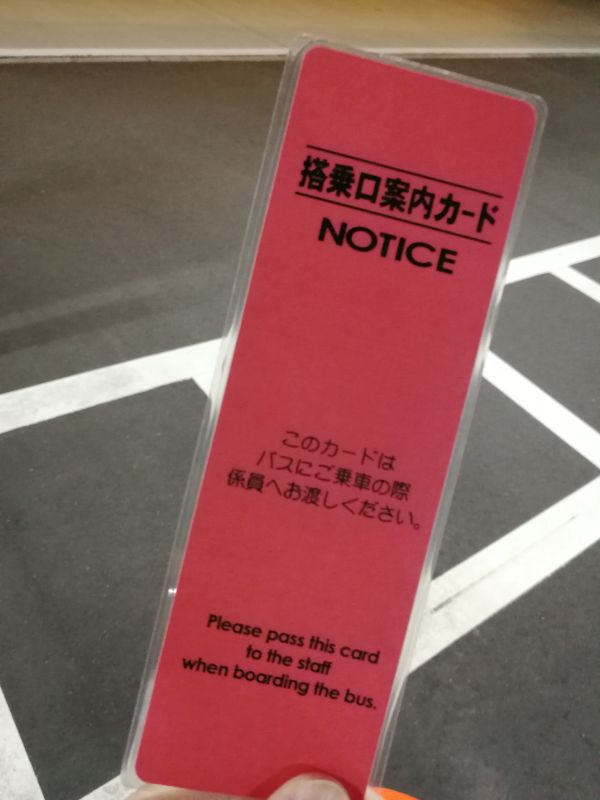 搭乗口案内カード
NOTICE
このカードは
バスにご乗車の際
係員へお渡しください。
Please pass this card
to the staff
when boarding the bus.